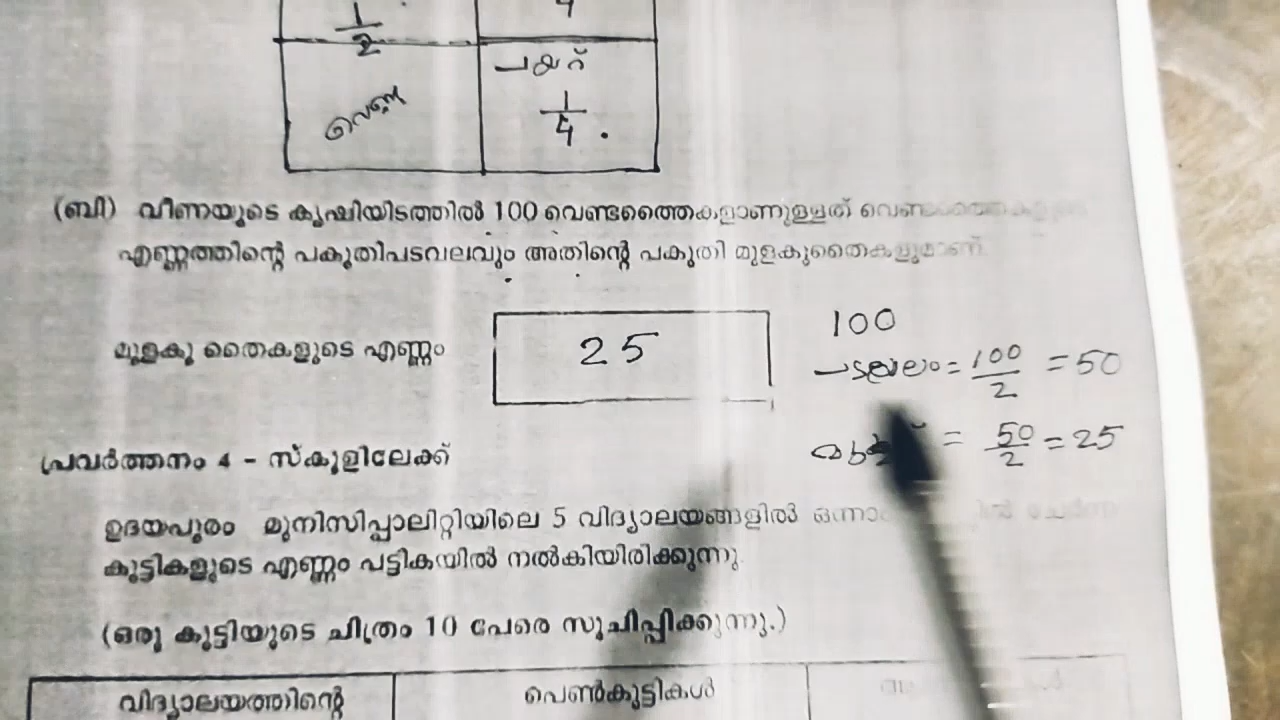 1/2
4
പയറ്
1/4 .
വെണ്ട
(ബി) വീണയുടെ കൃഷിയിടത്തിൽ 100 വെണ്ടത്തൈകളാണുള്ളത്
എണ്ണത്തിന്റെ പകുതിപടവലവും അതിന്റെ പകുതി മുളകുതൈകളുമാണ്
100
മുളകു തൈകളുടെ എണ്ണം 25
പടവലം = 100/2 = 50
= 50/2 = 25
പ്രവർത്തനം 4 - സ്കൂളിലേക്ക്
ഉദയപുരം മുനിസിപ്പാലിറ്റിയിലെ 5 വിദ്യാലയങ്ങളിൽ
കുട്ടികളുടെ എണ്ണം പട്ടികയിൽ നൽകിയിരിക്കുന്നു
(ഒരു കുട്ടിയുടെ ചിത്രം 10 പേരെ സൂചിപ്പിക്കുന്നു.)
വിദ്യാലയത്തിന്റെ പെൺകുട്ടികൾ